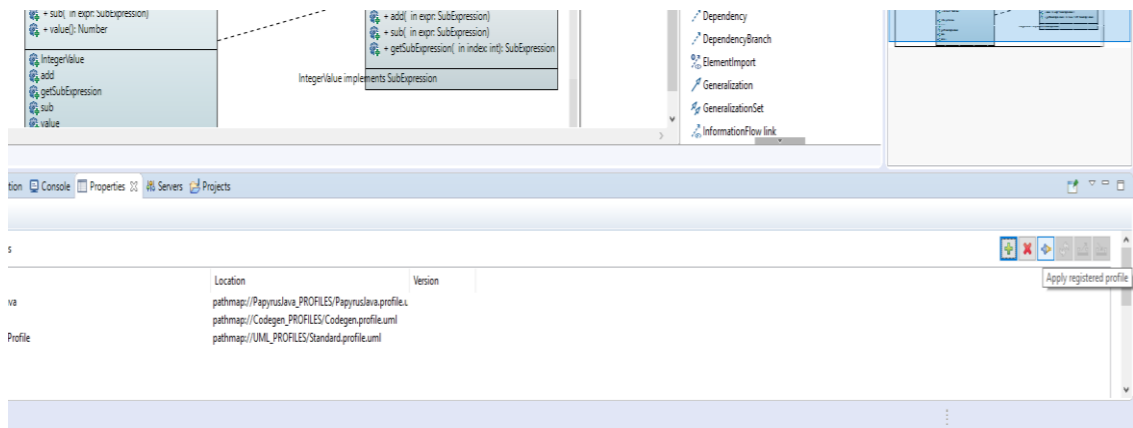 + sub( in expr: SubExpression)
+ value(): Number
IntegerValue
add
getSubExpression
sub
value
+ add( in expr: SubExpression)
+ sub( in expr: SubExpression)
+ getSubExpression( in index: int): SubExpression
IntegerValue implements SubExpression
Dependency
DependencyBranch
ElementImport
Generalization
GeneralizationSet
InformationFlow link
tion Console Properties Servers Projects
s
Apply registered profile
Location Version
va pathmap://PapyrusJava_PROFILES/PapyrusJava.profile.u
pathmap://Codegen_PROFILES/Codegen.profile.uml
Profile pathmap://UML_PROFILES/Standard.profile.uml